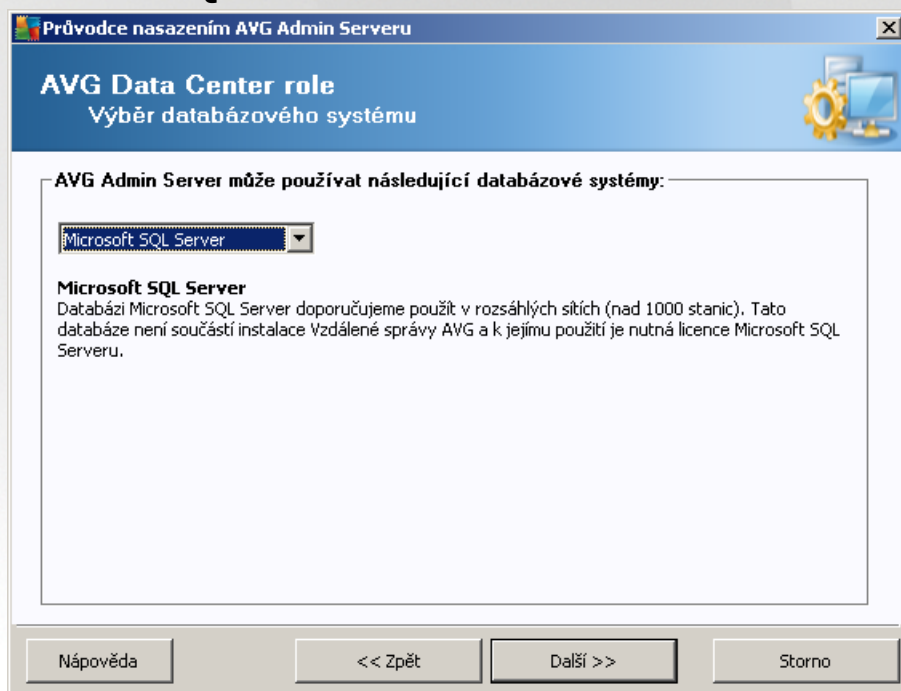 Průvodce nasazením AVG Admin Serveru
AVG Data Center role
Výběr databázového systému
AVG Admin Server může používat následující databázové systémy:
Microsoft SQL Server
Microsoft SQL Server
Databázi Microsoft SQL Server doporučujeme použít v rozsáhlých sítích (nad 1000 stanic). Tato
databáze není součástí instalace Vzdálené správy AVG a k jejímu použití je nutná licence Microsoft SQL
Serveru.
Nápověda
<< Zpět
Další >>
Storno